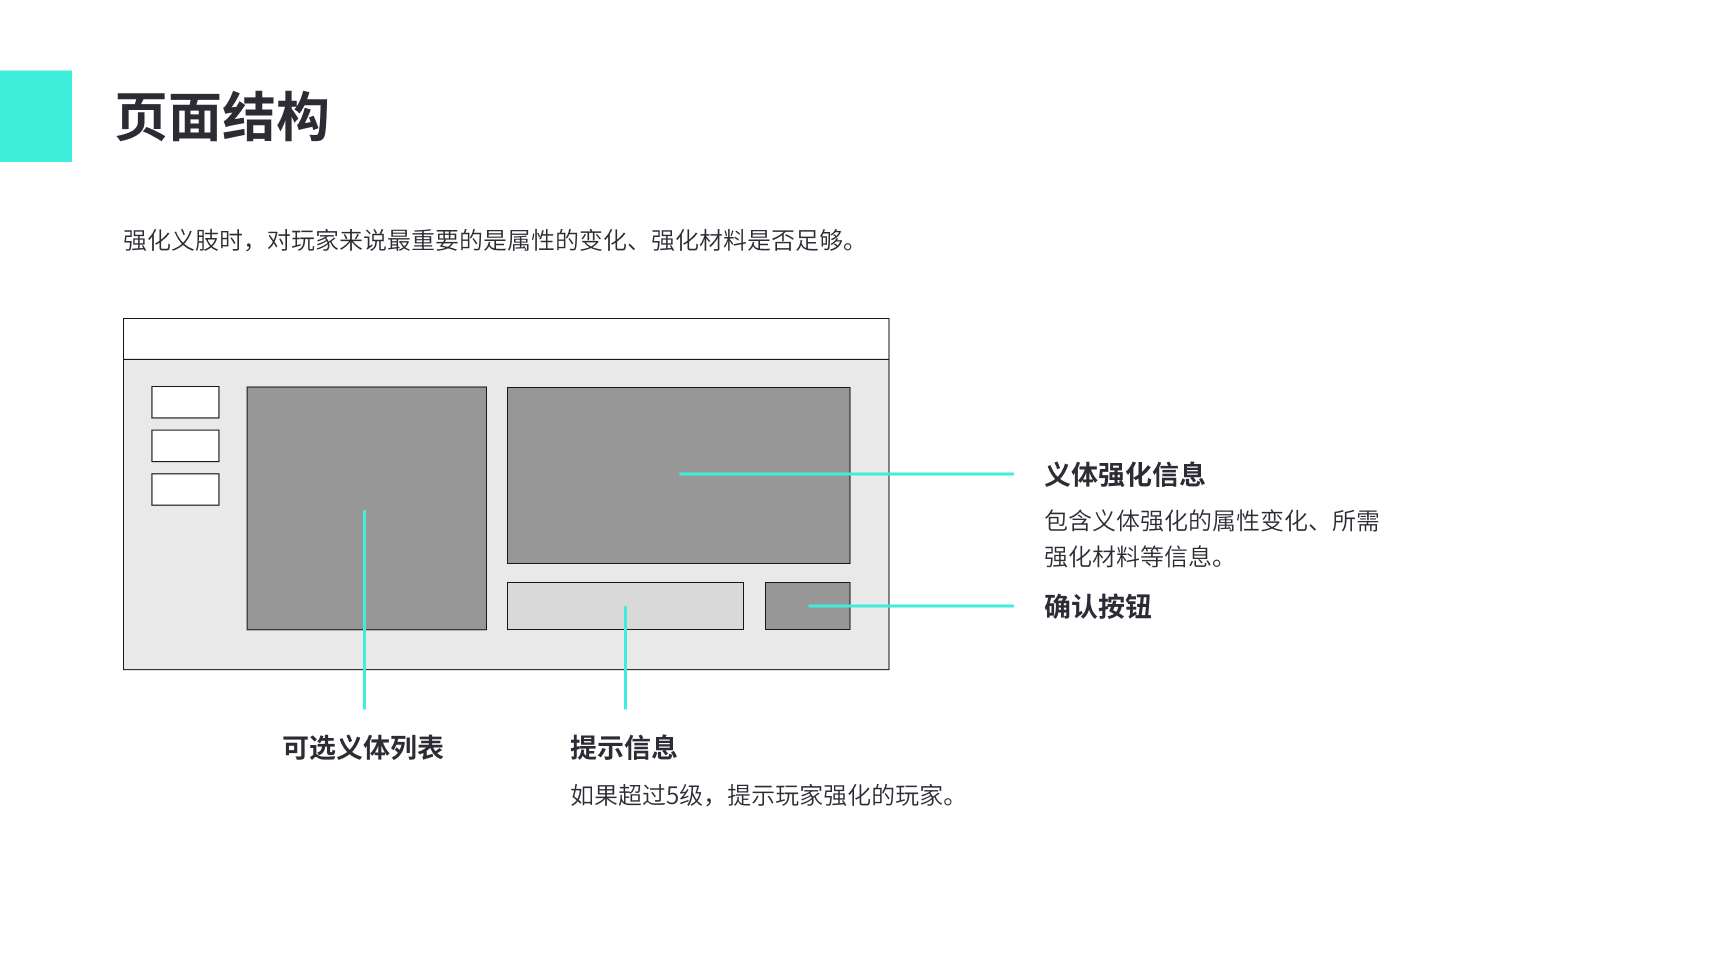 页面结构
强化义肢时，对玩家来说最重要的是属性的变化、强化材料是否足够。
义体强化信息
包含义体强化的属性变化、所需
强化材料等信息。
确认按钮
可选义体列表
提示信息
如果超过5级，提示玩家强化的玩家。